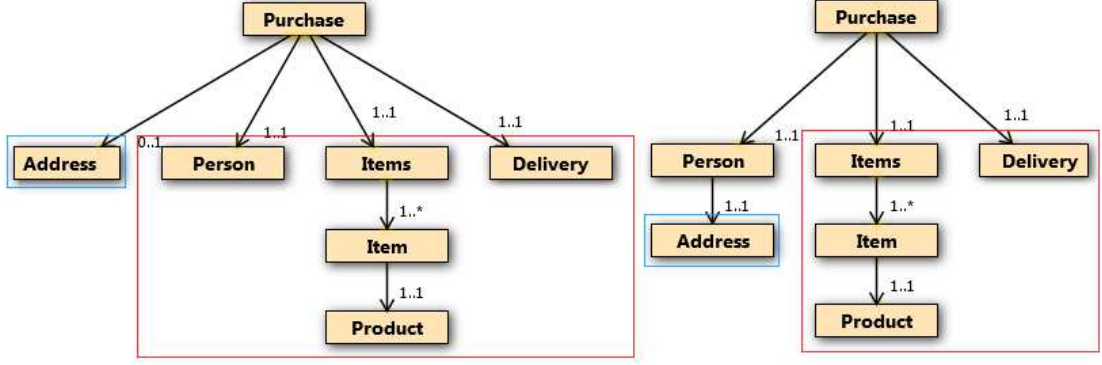 Purchase
0..1
1..1
1..1
1..1
Address
Person
Items
Delivery
1..*
Item
1..1
Product
Purchase
1..1
1..1
1..1
Person
Items
Delivery
1..1
1..*
Address
Item
1..1
Product